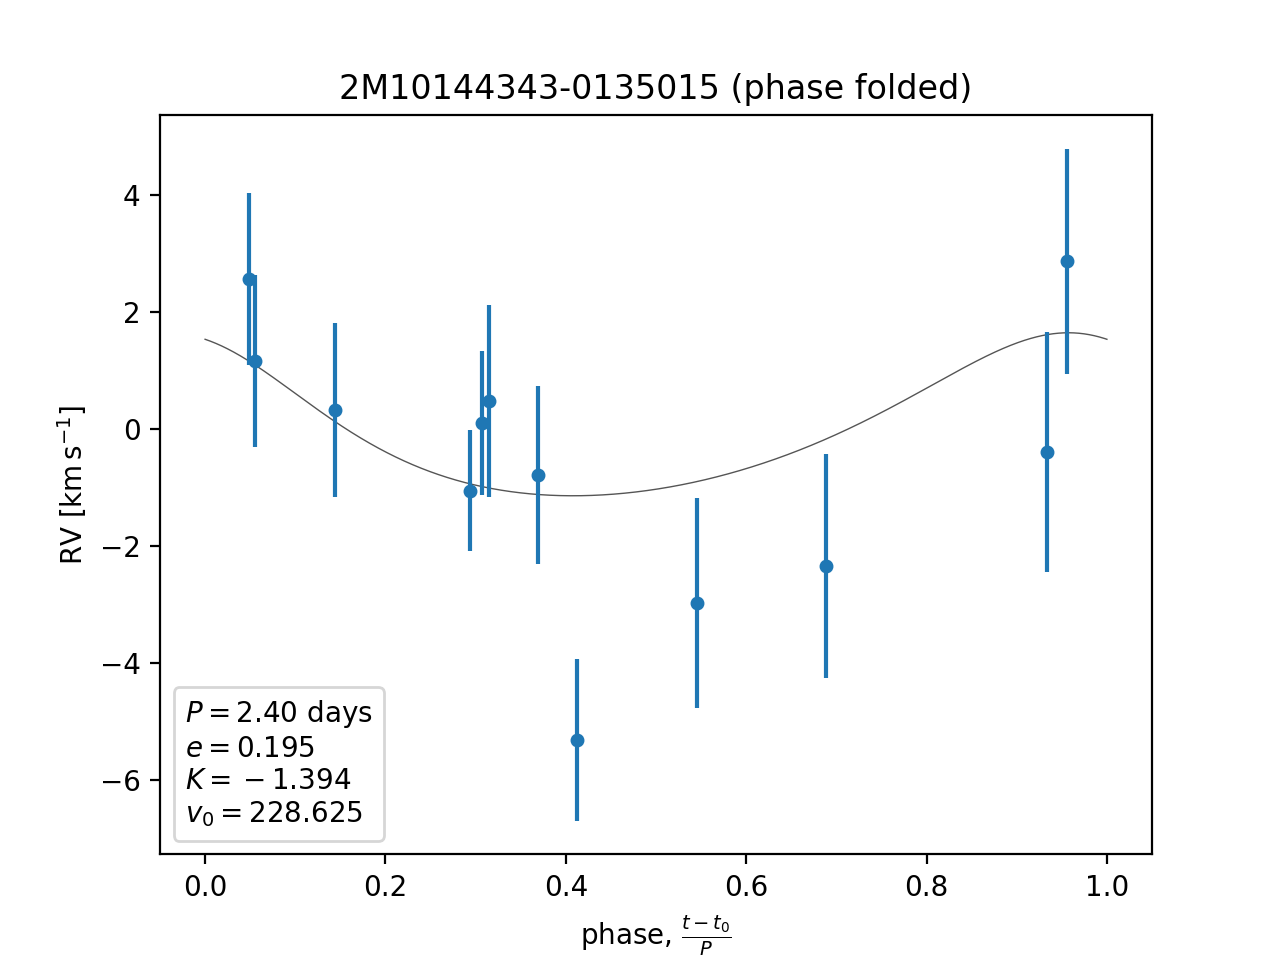 2M10144343-0135015 (phase folded)
RV [km s⁻¹]
4
2
0
−2
−4
−6
P = 2.40 days
e = 0.195
K = −1.394
v₀ = 228.625
0.0 0.2 0.4 0.6 0.8 1.0
phase, (t − t₀)/P